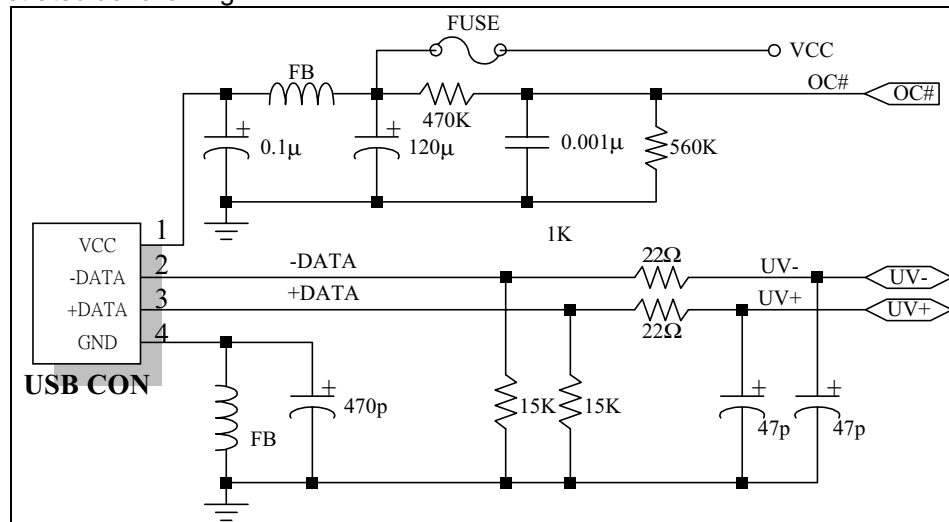 FUSE
VCC
FB
OC#
OC#
470K
0.1μ
120μ
0.001μ
560K
1
VCC
1K
2
-DATA
-DATA
22Ω
UV-
UV-
3
+DATA
+DATA
UV+
UV+
4
GND
22Ω
USB CON
470p
15K
15K
47p
47p
FB